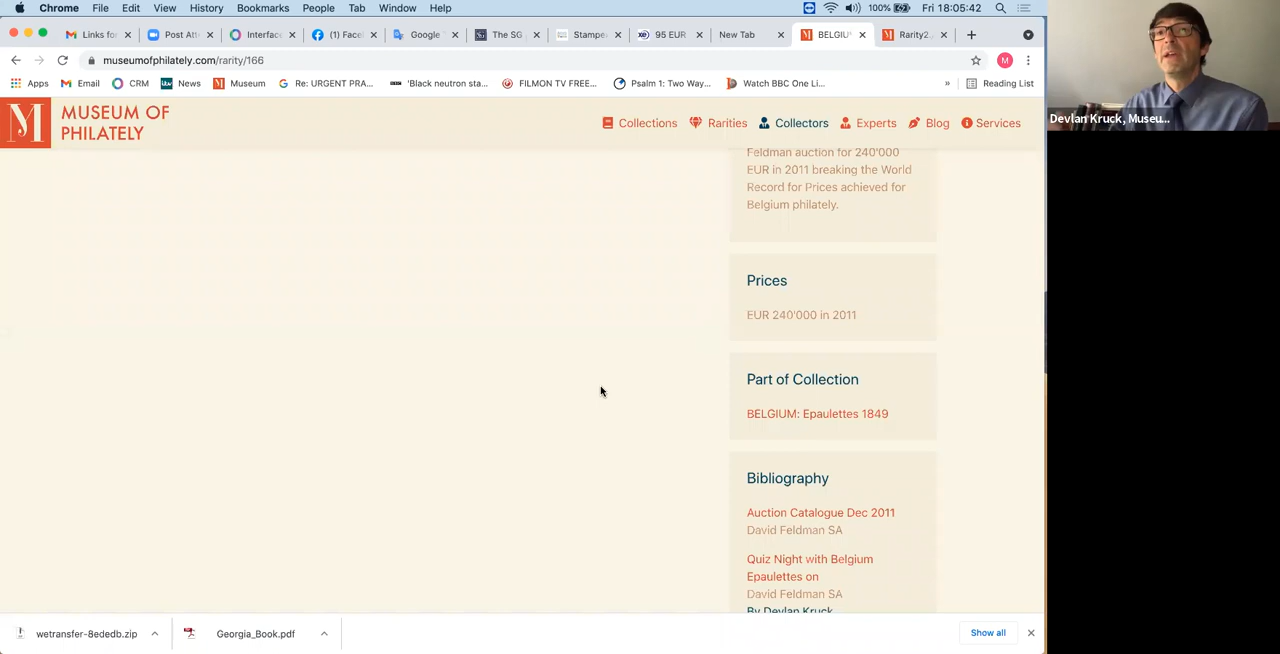 Chrome File Edit View History Bookmarks People Tab Window Help 100% Fri 18:05:42
Links for Post Att Interface (1) Face Google The SG Stampe 95 EUR New Tab BELGIU Rarity2.
museumofphilately.com/rarity/166 M
Apps Email CRM itv News Museum Re: URGENT PRA... 'Black neutron sta... FILMON TV FREE... Psalm 1: Two Way... Watch BBC One Li... » Reading List
M MUSEUM OF
PHILATELY
Collections Rarities Collectors Experts Blog Services
Feldman auction for 240'000
EUR in 2011 breaking the World
Record for Prices achieved for
Belgium philately.
Prices
EUR 240'000 in 2011
Part of Collection
BELGIUM: Epaulettes 1849
Bibliography
Auction Catalogue Dec 2011
David Feldman SA
Quiz Night with Belgium
Epaulettes on
David Feldman SA
By Devlan Kruck
wetransfer-8ededb.zip Georgia_Book.pdf Show all
Devlan Kruck, Museu...